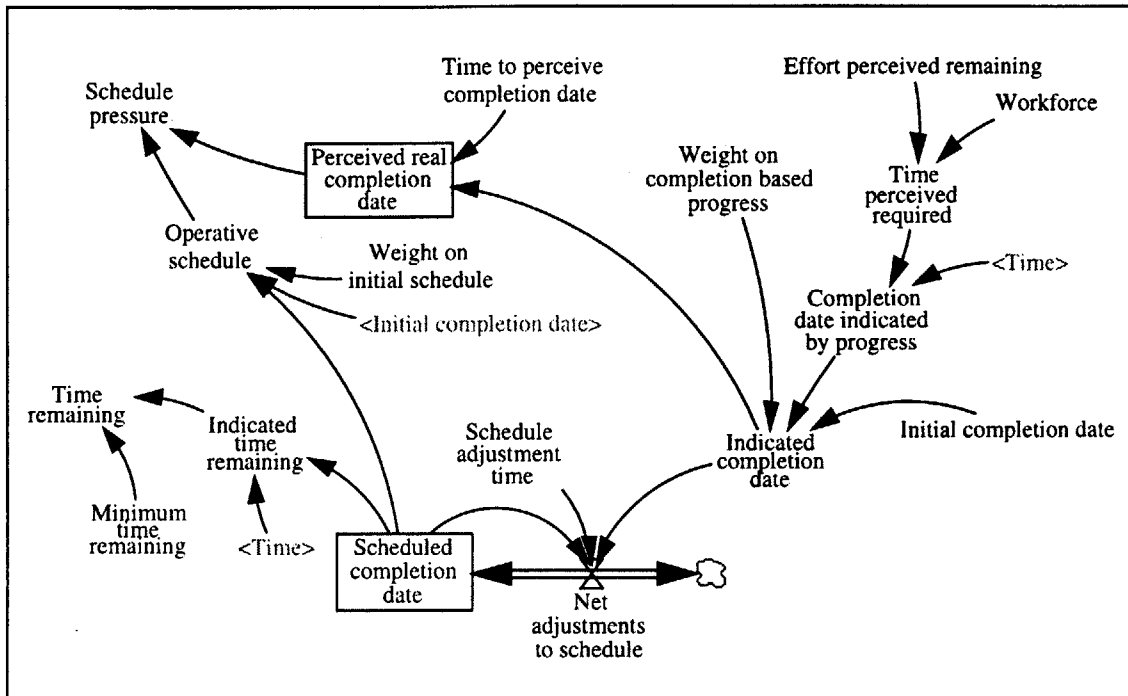 Schedule
pressure
Time to perceive
completion date
Effort perceived remaining
Workforce
Perceived real
completion
date
Weight on
completion based
progress
Time
perceived
required
Operative
schedule
Weight on
initial schedule
<Time>
<Initial completion date>
Completion
date indicated
by progress
Time
remaining
Indicated
time
remaining
Schedule
adjustment
time
Indicated
completion
date
Initial completion date
Minimum
time
remaining
<Time>
Scheduled
completion
date
Net
adjustments
to schedule